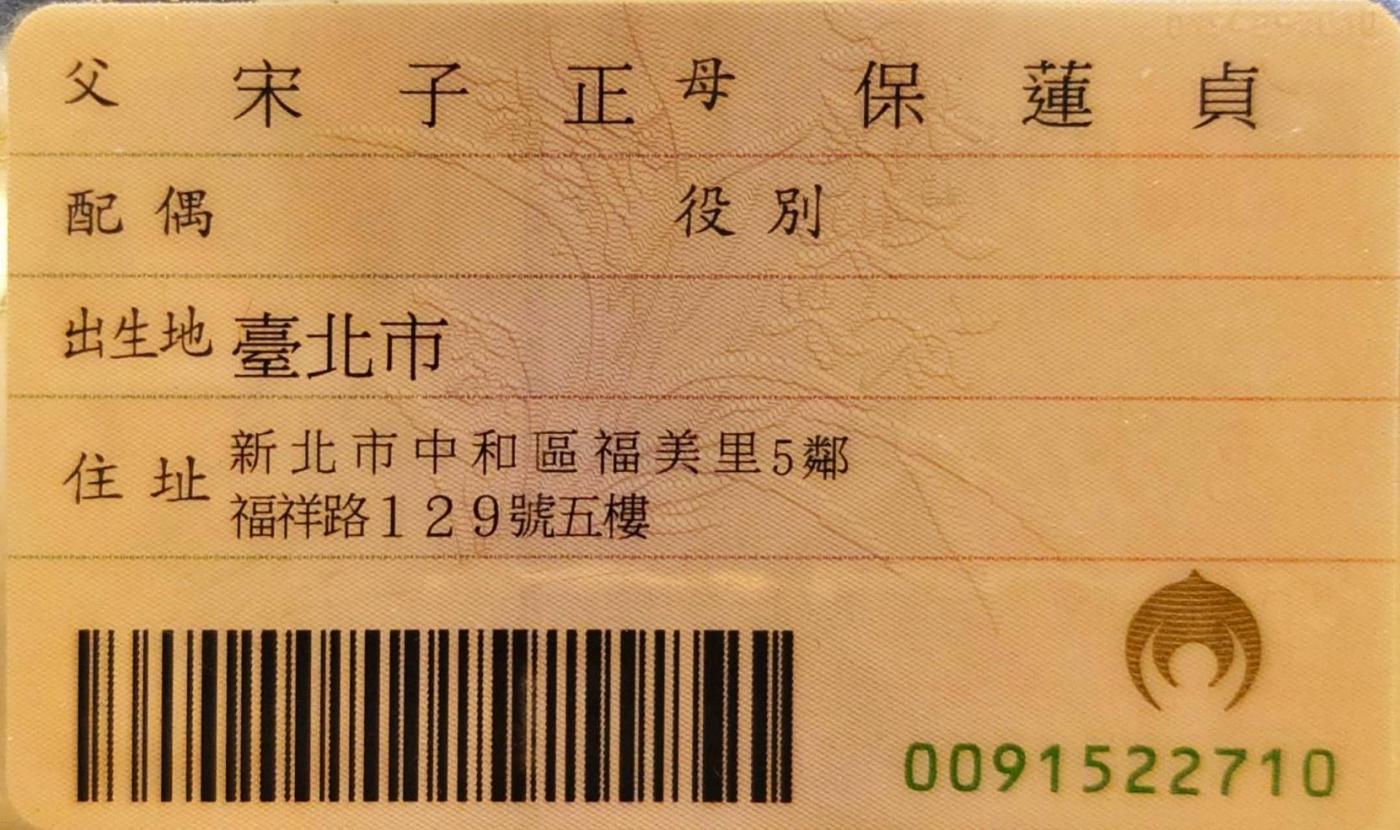 父 宋子正 母 保蓮貞
配偶 役別
出生地 臺北市
住址 新北市中和區福美里5鄰
福祥路129號五樓
0091522710